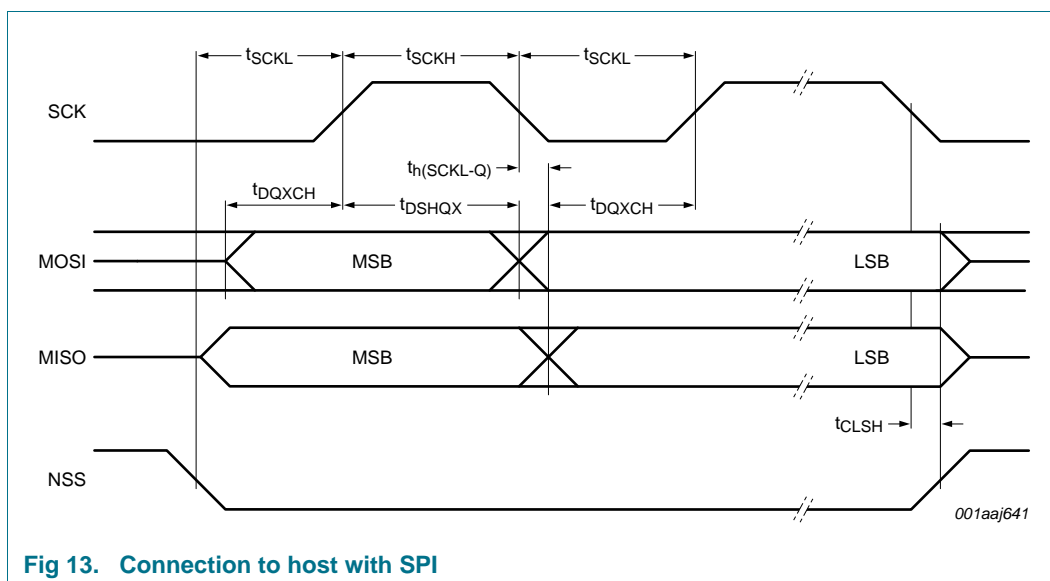 tSCKL tSCKH tSCKL
SCK
th(SCKL-Q)
tDQXCH tDSHQX tDQXCH
MOSI MSB LSB
MISO MSB LSB
tCLSH
NSS
001aaj641
Fig 13. Connection to host with SPI